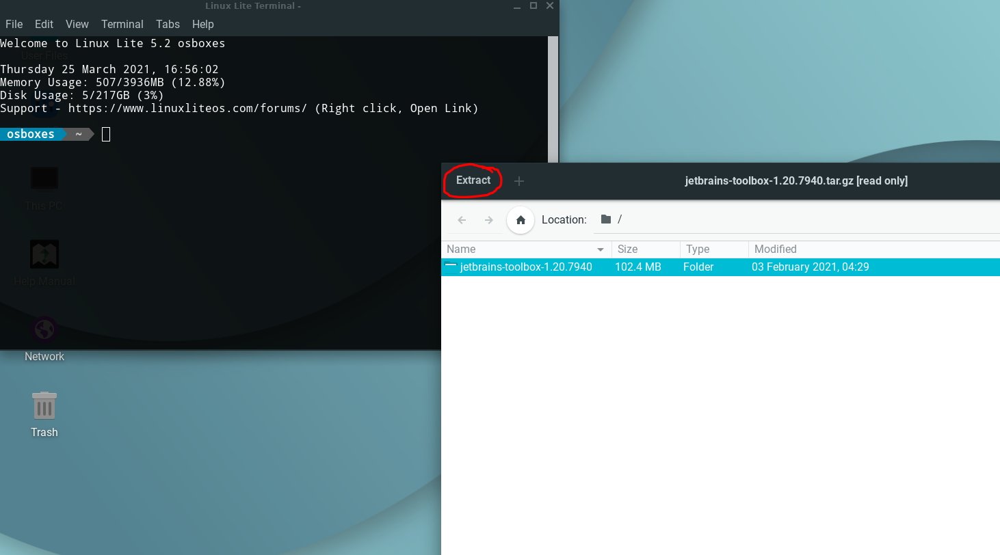 Linux Lite Terminal -
File Edit View Terminal Tabs Help
Welcome to Linux Lite 5.2 osboxes
User Files
Thursday 25 March 2021, 16:56:02
Memory Usage: 507/3936MB (12.88%)
Disk Usage: 5/217GB (3%)
Support - https://www.linuxliteos.com/forums/ (Right click, Open Link)
osboxes ~
This PC
Help Manual
Network
Trash
Extract + jetbrains-toolbox-1.20.7940.tar.gz [read only]
Location: /
Name Size Type Modified
jetbrains-toolbox-1.20.7940 102.4 MB Folder 03 February 2021, 04:29